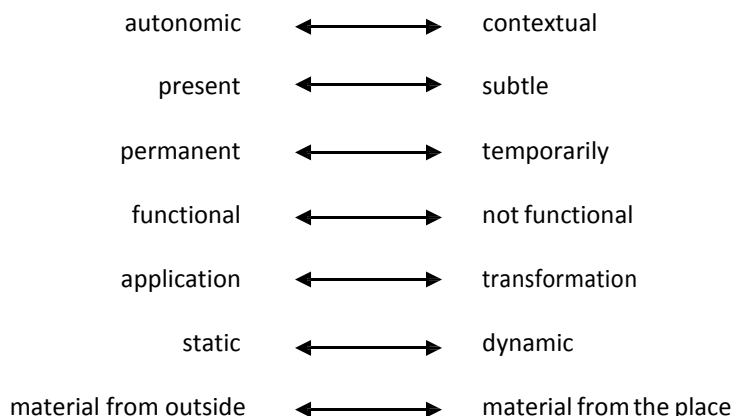 autonomic contextual
present subtle
permanent temporarily
functional not functional
application transformation
static dynamic
material from outside material from the place